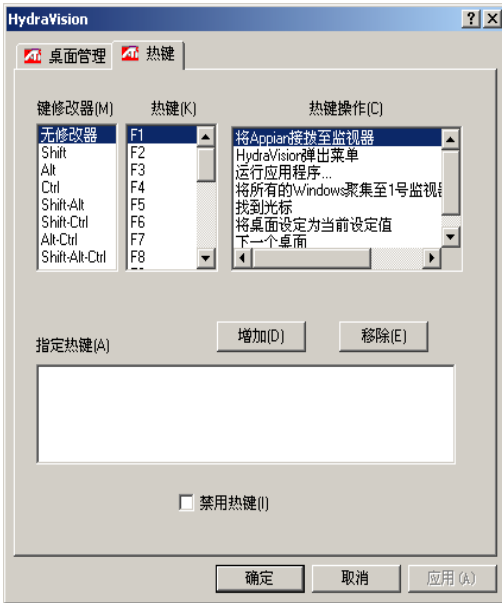 HydraVision
桌面管理
热键
键修改器(M)
热键(K)
热键操作(C)
无修改器
Shift
Alt
Ctrl
Shift-Alt
Shift-Ctrl
Alt-Ctrl
Shift-Alt-Ctrl
F1
F2
F3
F4
F5
F6
F7
F8
将Appian接拨至监视器
HydraVision弹出菜单
运行应用程序...
将所有的Windows聚集至1号监视
找到光标
将桌面设定为当前设定值
下一个桌面
指定热键(A)
增加(D)
移除(E)
禁用热键(I)
确定
取消
应用(A)